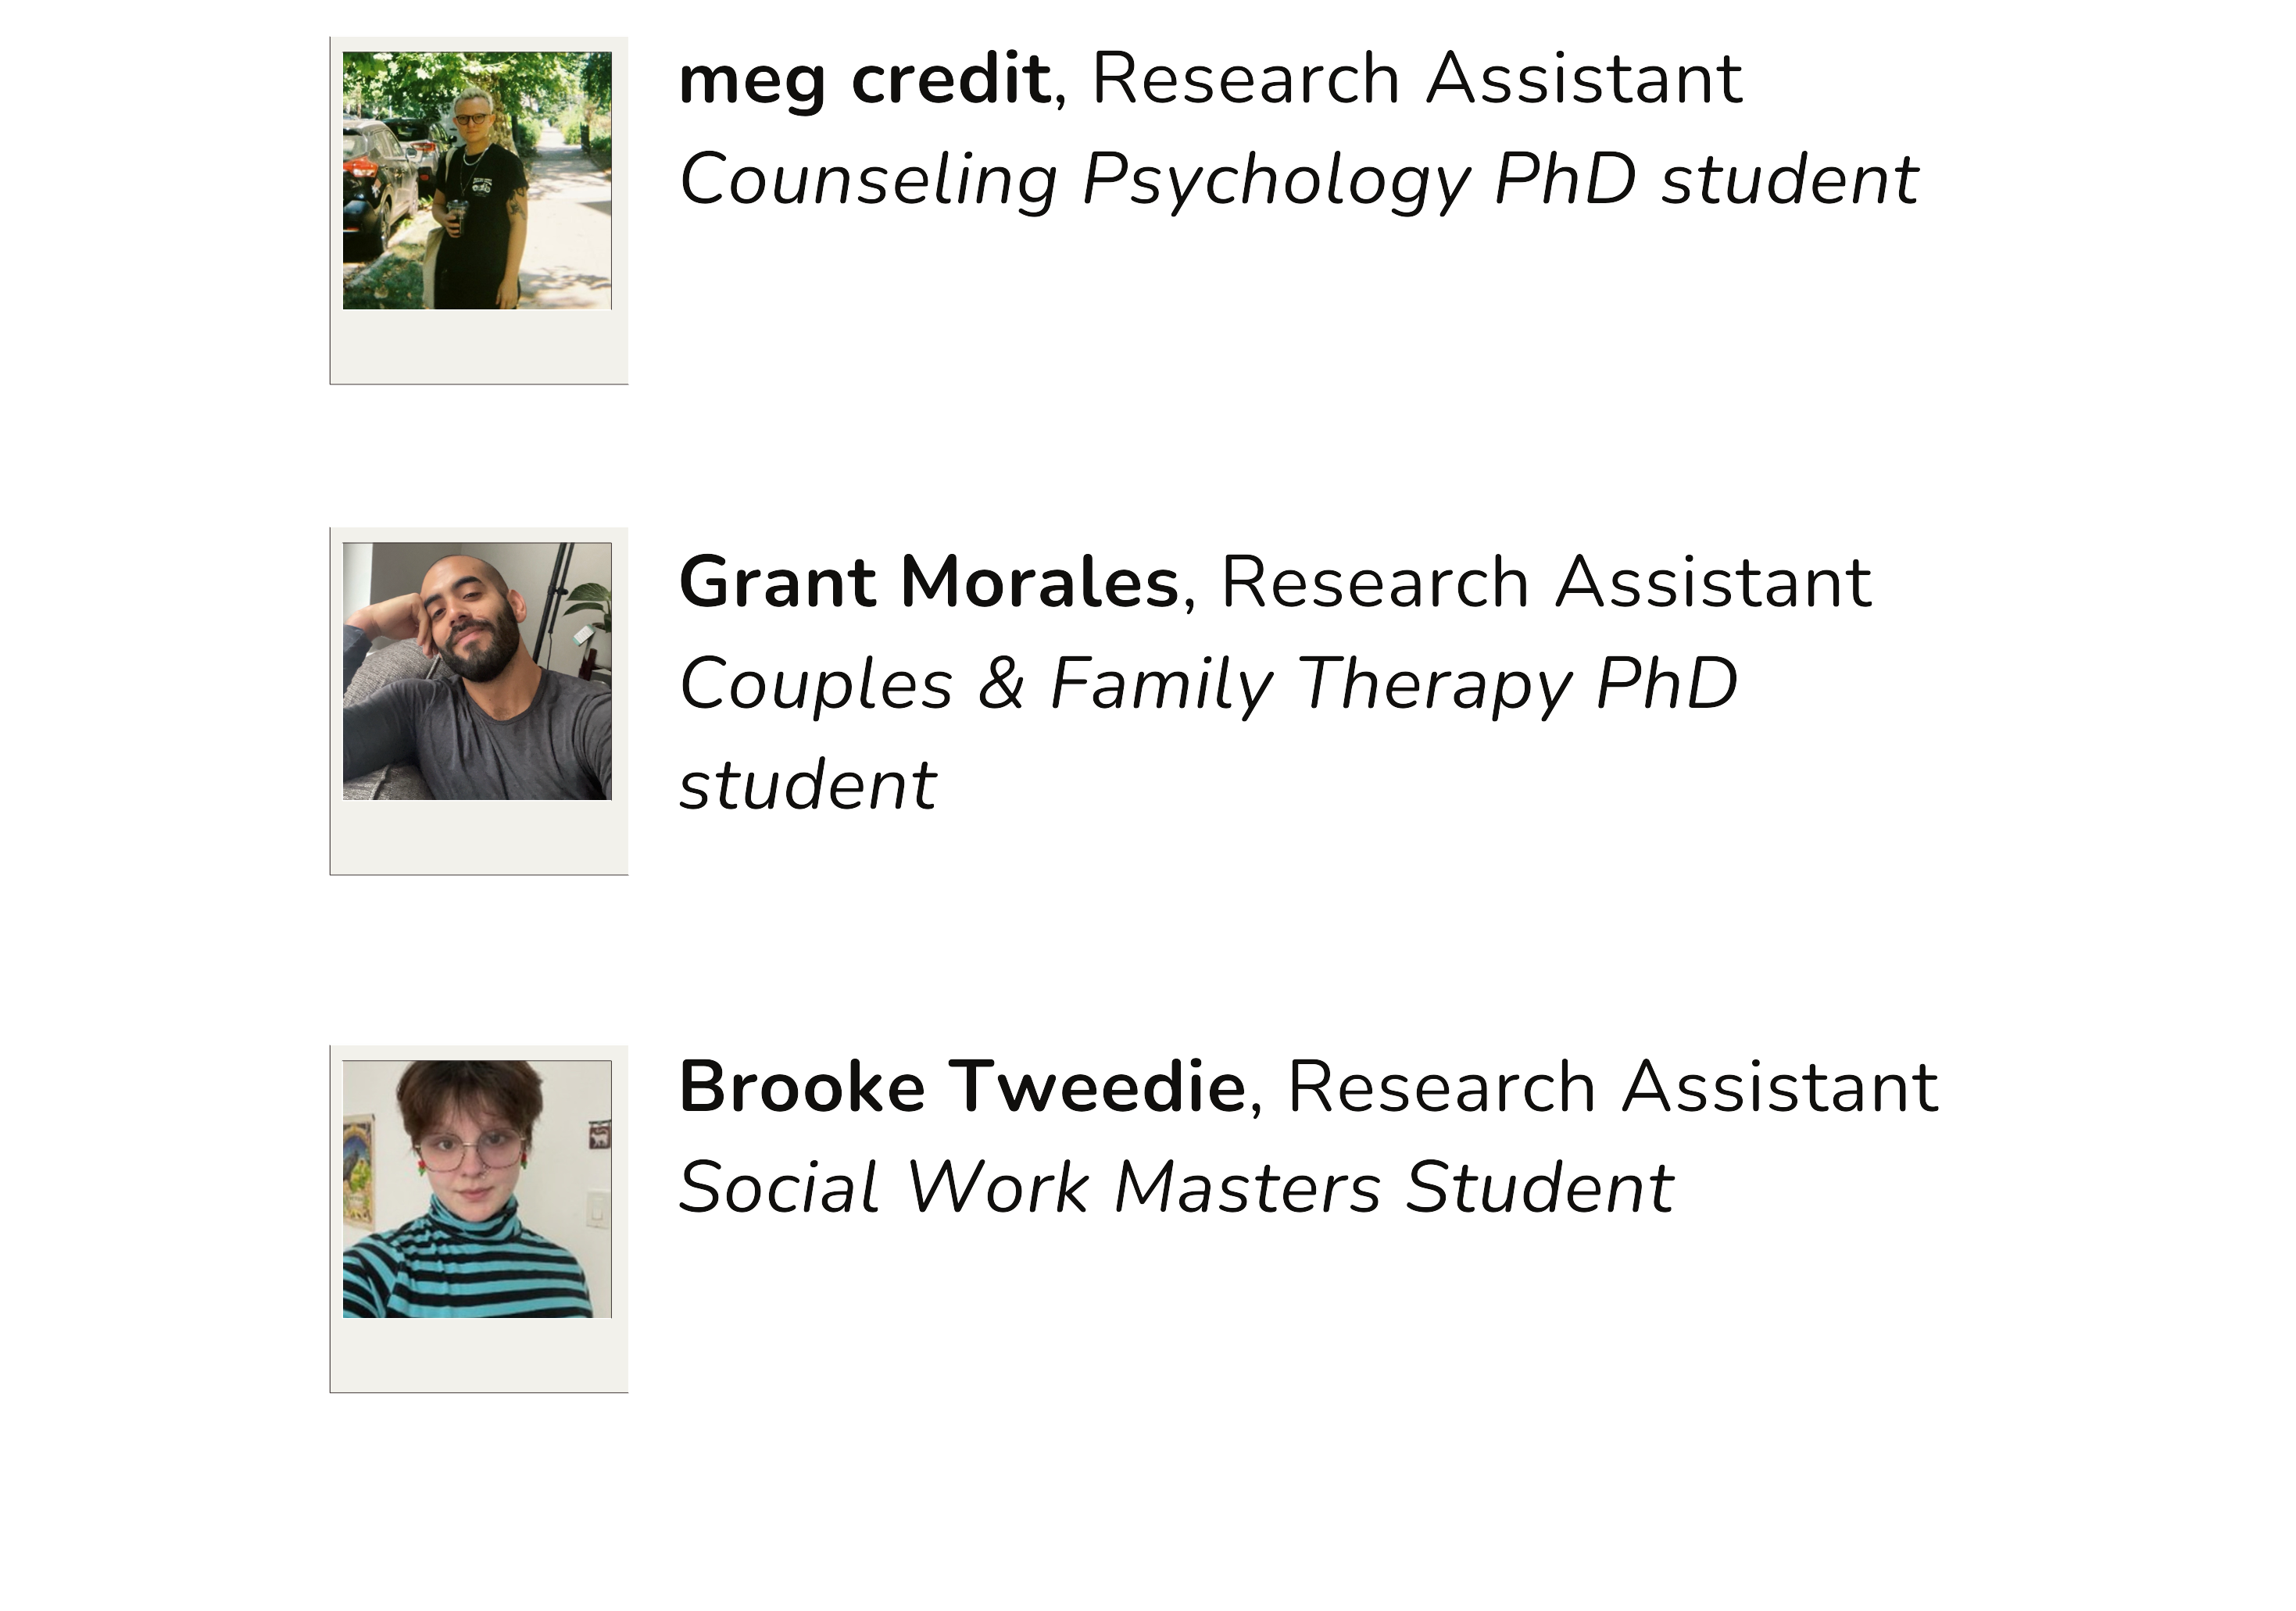 meg credit, Research Assistant
Counseling Psychology PhD student
Grant Morales, Research Assistant
Couples & Family Therapy PhD
student
Brooke Tweedie, Research Assistant
Social Work Masters Student